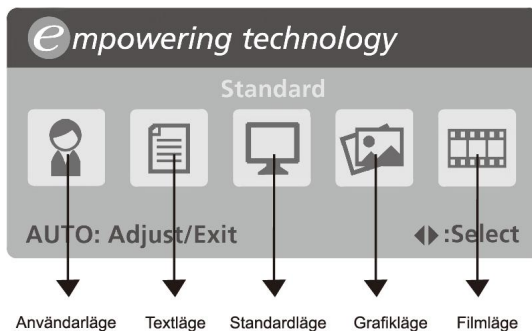 empowering technology
Standard
AUTO: Adjust/Exit :Select
Användarläge Textläge Standardläge Grafikläge Filmläge